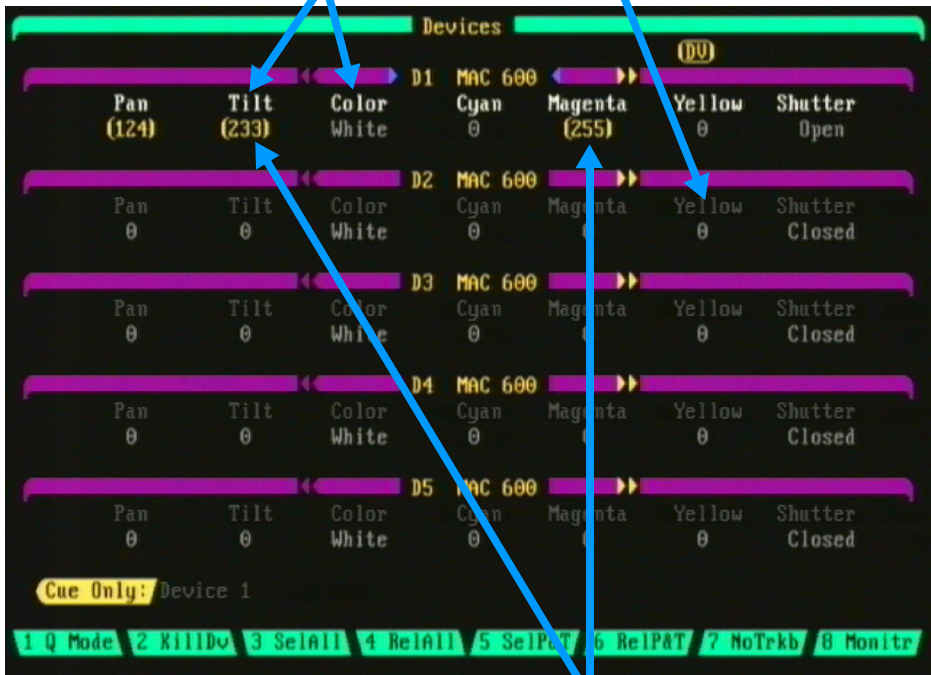 Devices
DV
D1 MAC 600
Pan Tilt Color Cyan Magenta Yellow Shutter
(124) (233) White 0 (255) 0 Open
D2 MAC 600
Pan Tilt Color Cyan Magenta Yellow Shutter
0 0 White 0 0 0 Closed
D3 MAC 600
Pan Tilt Color Cyan Magenta Yellow Shutter
0 0 White 0 0 0 Closed
D4 MAC 600
Pan Tilt Color Cyan Magenta Yellow Shutter
0 0 White 0 0 0 Closed
D5 MAC 600
Pan Tilt Color Cyan Magenta Yellow Shutter
0 0 White 0 0 0 Closed
Cue Only: Device 1
1 Q Mode 2 KillDv 3 SelAll 4 RelAll 5 SelP&T 6 RelP&T 7 NoTrkb 8 Monitr